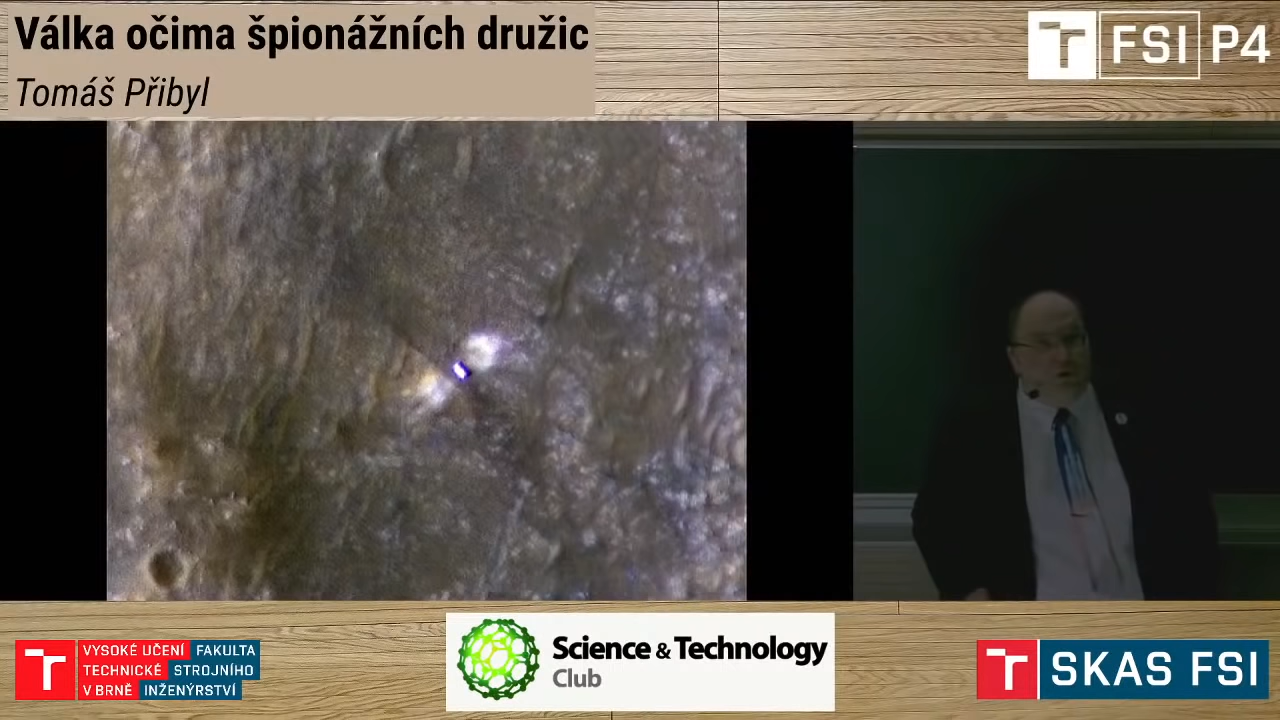 Válka očima špionážních družic
Tomáš Přibyl
FSI P4
VYSOKÉ UČENÍ FAKULTA
TECHNICKÉ STROJNÍHO
V BRNĚ INŽENÝRSTVÍ
Science & Technology
Club
SKAS FSI